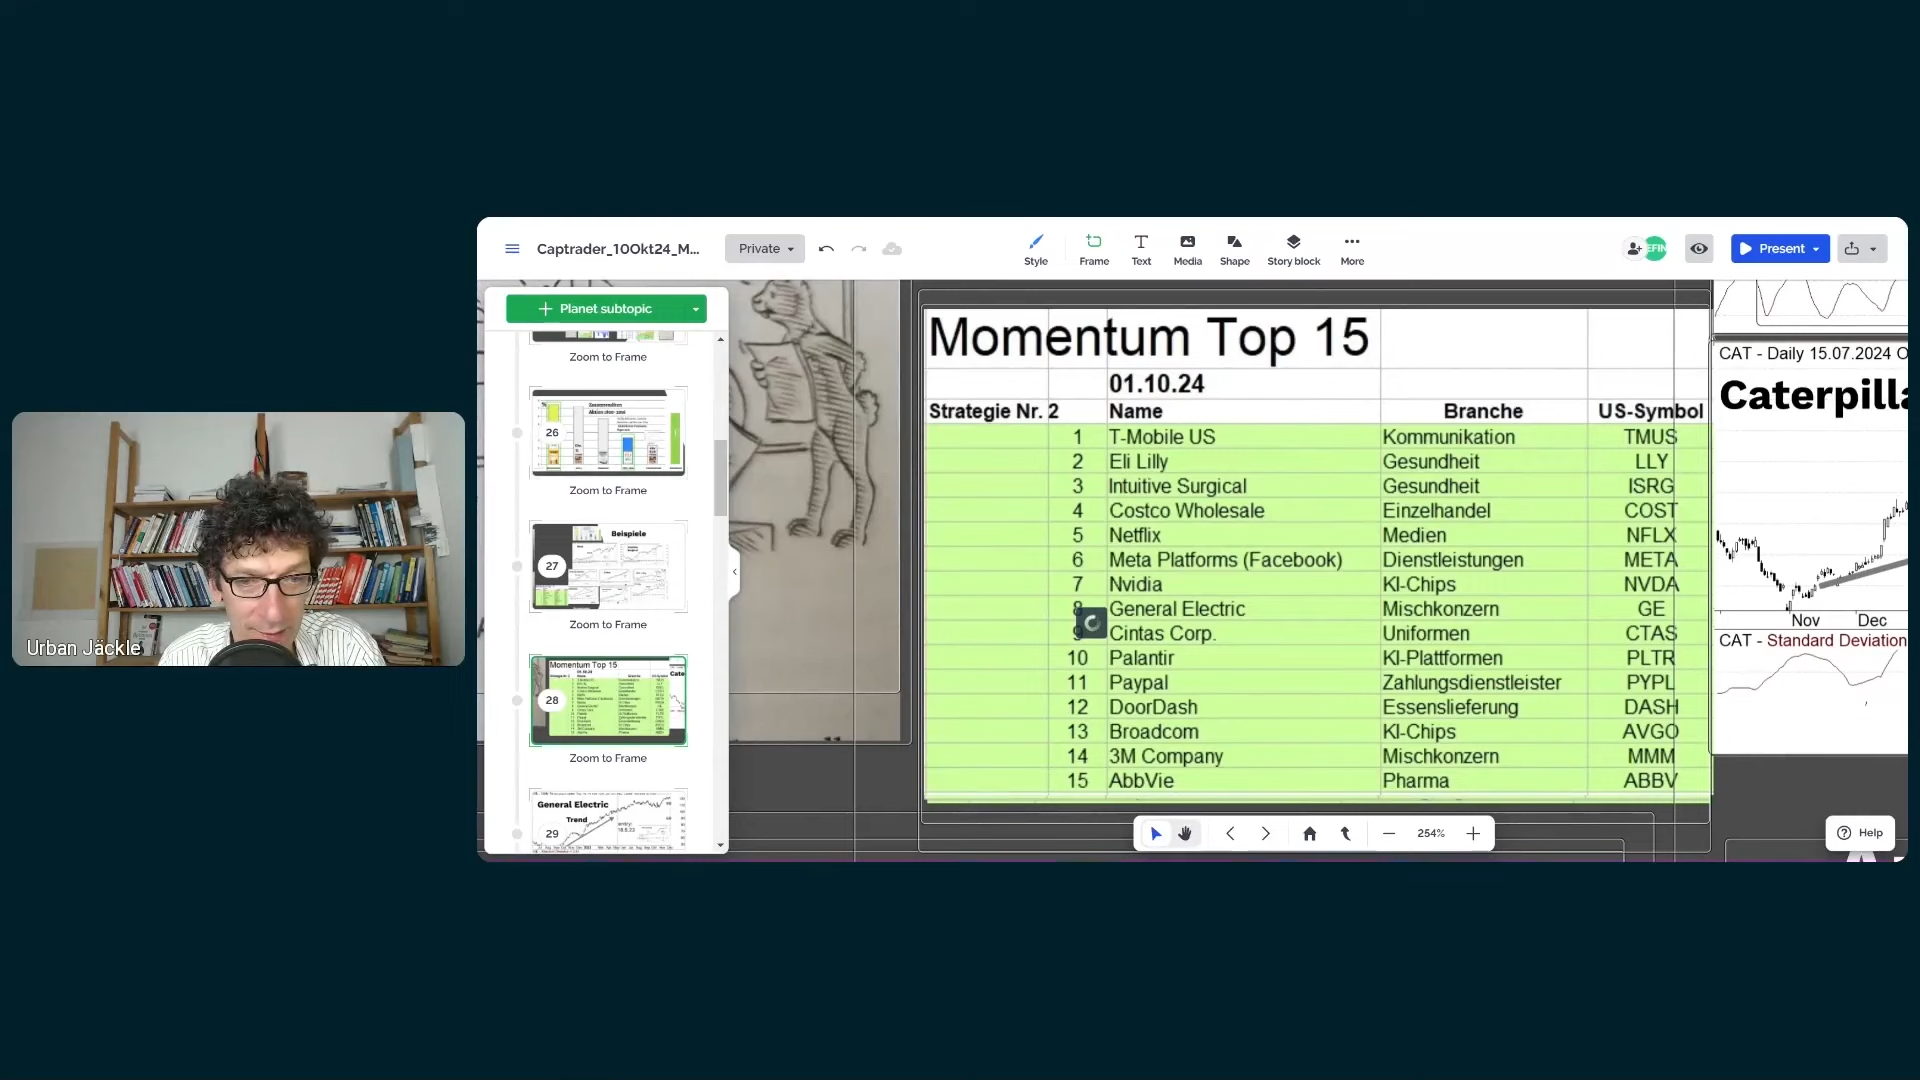 Captrader_10Okt24_M...
Private
Style
Frame
Text
Media
Shape
Story block
More
EFIN
Present
Planet subtopic
Zoom to Frame
26
Zoom to Frame
Beispiele
27
Zoom to Frame
Momentum Top 15
28
Zoom to Frame
General Electric
Trend
29
Momentum Top 15
01.10.24
Strategie Nr. 2 Name Branche US-Symbol
1 T-Mobile US Kommunikation TMUS
2 Eli Lilly Gesundheit LLY
3 Intuitive Surgical Gesundheit ISRG
4 Costco Wholesale Einzelhandel COST
5 Netflix Medien NFLX
6 Meta Platforms (Facebook) Dienstleistungen META
7 Nvidia KI-Chips NVDA
8 General Electric Mischkonzern GE
9 Cintas Corp. Uniformen CTAS
10 Palantir KI-Plattformen PLTR
11 Paypal Zahlungsdienstleister PYPL
12 DoorDash Essenslieferung DASH
13 Broadcom KI-Chips AVGO
14 3M Company Mischkonzern MMM
15 AbbVie Pharma ABBV
CAT - Daily 15.07.2024 O
Caterpilla
Nov Dec
CAT - Standard Deviation
254%
Help
Urban Jäckle